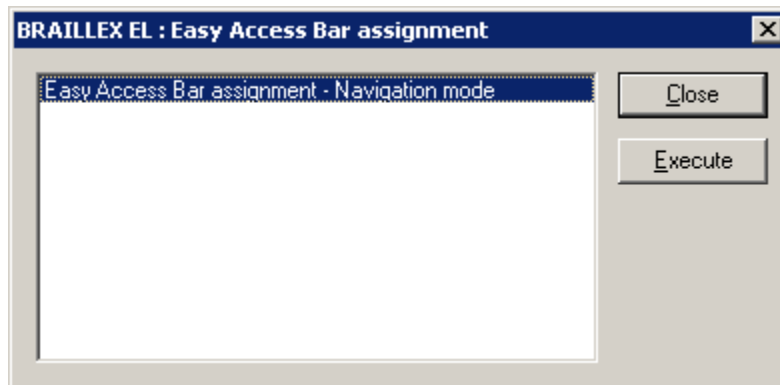 BRAILLEX EL : Easy Access Bar assignment
Easy Access Bar assignment - Navigation mode
Close
Execute